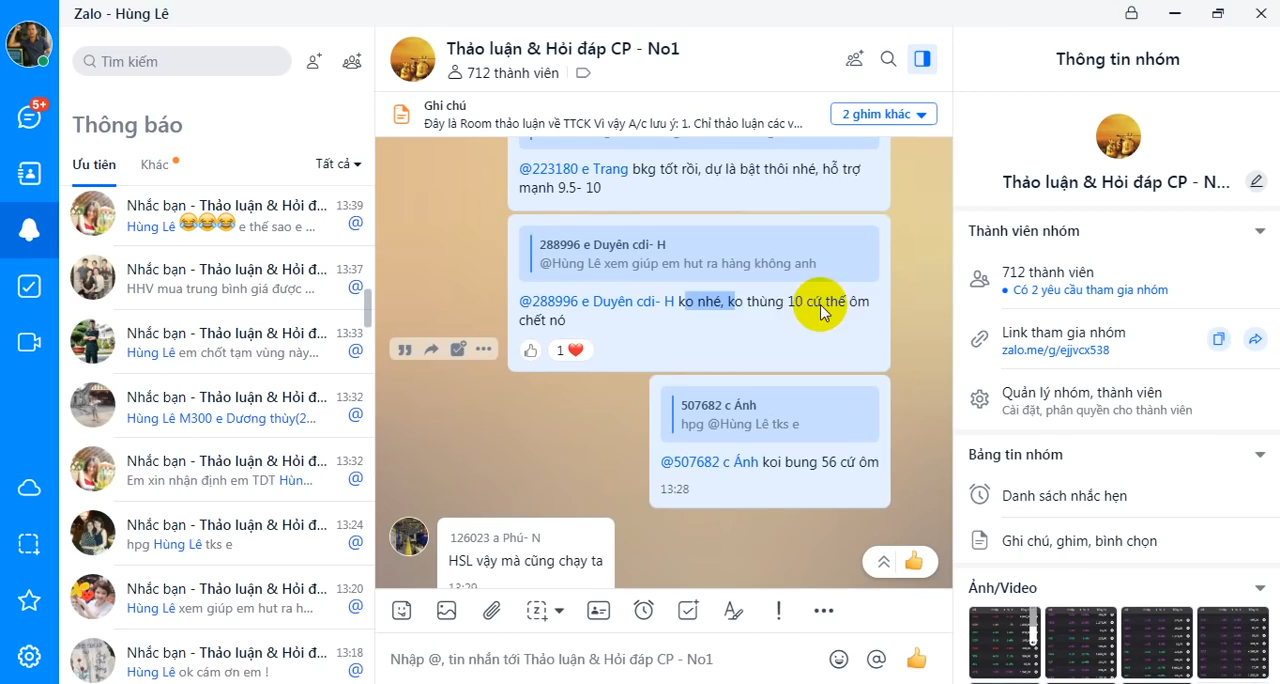 Zalo - Hùng Lê
Tìm kiếm
5+
Thông báo
Ưu tiên
Khác
Tất cả
Nhắc bạn - Thảo luận & Hỏi đ...
13:39
Hùng Lê 😂😂😂 e thế sao e ...
@
Nhắc bạn - Thảo luận & Hỏi đ...
13:37
HHV mua trung bình giá được ...
@
Nhắc bạn - Thảo luận & Hỏi đ...
13:33
Hùng Lê em chốt tạm vùng này...
@
Nhắc bạn - Thảo luận & Hỏi đ...
13:32
Hùng Lê M300 e Dương thùy(2...
@
Nhắc bạn - Thảo luận & Hỏi đ...
13:32
Em xin nhận định em TDT Hùn...
@
Nhắc bạn - Thảo luận & Hỏi đ...
13:24
hpg Hùng Lê tks e
@
Nhắc bạn - Thảo luận & Hỏi đ...
13:20
Hùng Lê xem giúp em hut ra h...
@
Nhắc bạn - Thảo luận & Hỏi đ...
13:18
Hùng Lê ok cám ơn em !
@
Thảo luận & Hỏi đáp CP - No1
712 thành viên
Ghi chú
Đây là Room thảo luận về TTCK Vì vậy A/c lưu ý: 1. Chỉ thảo luận các v...
2 ghim khác
@223180 e Trang bkg tốt rồi, dự là bật thôi nhé, hỗ trợ
mạnh 9.5- 10
288996 e Duyên cdi- H
@Hùng Lê xem giúp em hut ra hàng không anh
@288996 e Duyên cdi- H ko nhé, ko thùng 10 cứ thế ôm
chết nó
1
507682 c Ánh
hpg @Hùng Lê tks e
@507682 c Ánh koi bung 56 cứ ôm
13:28
126023 a Phú- N
HSL vậy mà cũng chạy ta
13:29
Nhập @, tin nhắn tới Thảo luận & Hỏi đáp CP - No1
Thông tin nhóm
Thảo luận & Hỏi đáp CP - N...
Thành viên nhóm
712 thành viên
Có 2 yêu cầu tham gia nhóm
Link tham gia nhóm
zalo.me/g/ejjvcx538
Quản lý nhóm, thành viên
Cài đặt, phân quyền cho thành viên
Bảng tin nhóm
Danh sách nhắc hẹn
Ghi chú, ghim, bình chọn
Ảnh/Video